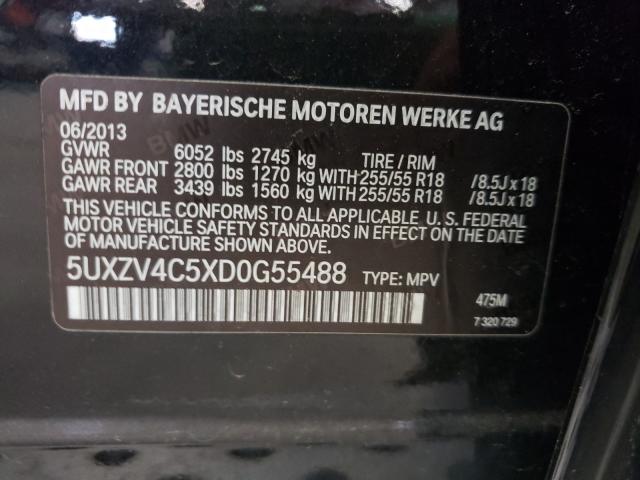 MFD BY BAYERISCHE MOTOREN WERKE AG
06/2013
GVWR 6052 lbs 2745 kg TIRE / RIM
GAWR FRONT 2800 lbs 1270 kg WITH 255/55 R18 /8.5J x 18
GAWR REAR 3439 lbs 1560 kg WITH 255/55 R18 /8.5J x 18
THIS VEHICLE CONFORMS TO ALL APPLICABLE U. S. FEDERAL
MOTOR VEHICLE SAFETY STANDARDS IN EFFECT ON THE DATE
OF MANUFACTURE SHOWN ABOVE.
5UXZV4C5XD0G55488 TYPE: MPV
475M
7 320 729